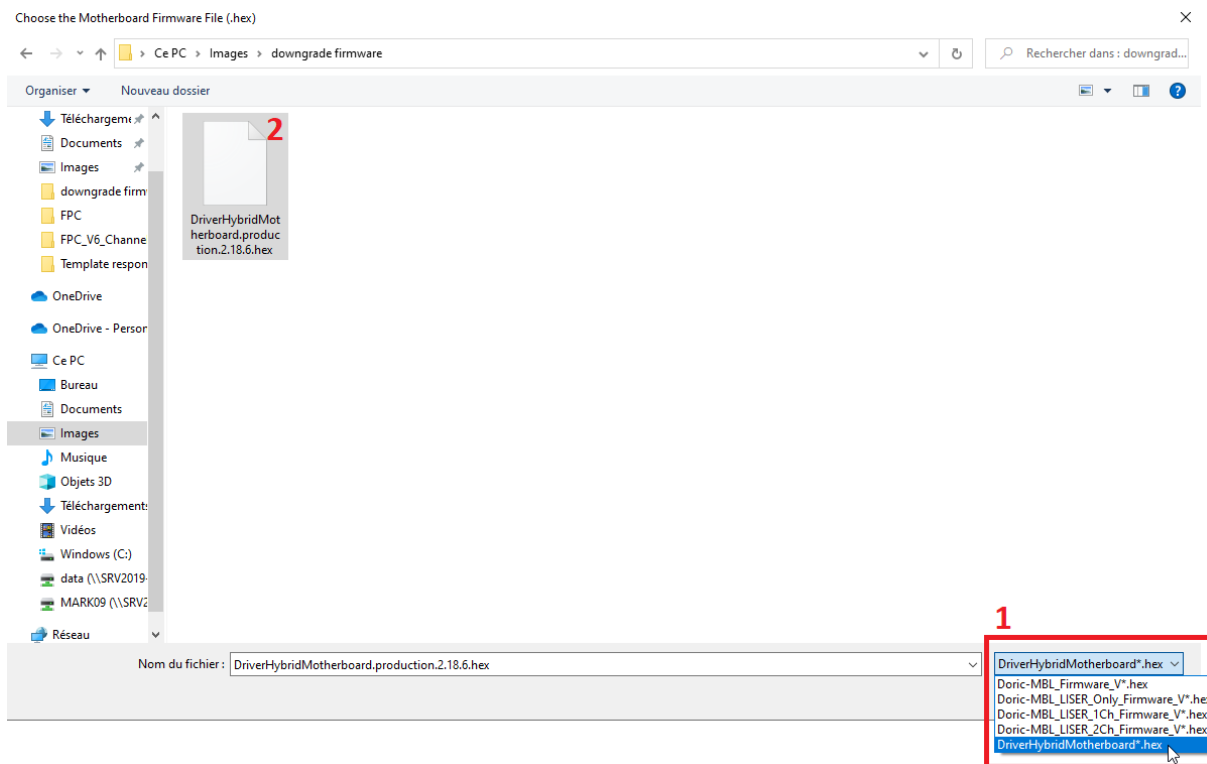 Choose the Motherboard Firmware File (.hex)
Ce PC > Images > downgrade firmware
Rechercher dans : downgrad...
Organiser
Nouveau dossier
Téléchargeme
Documents
Images
downgrade firm
FPC
FPC_V6_Channe
Template respon
OneDrive
OneDrive - Person
Ce PC
Bureau
Documents
Images
Musique
Objets 3D
Téléchargements
Vidéos
Windows (C:)
data (\\SRV2019-
MARK09 (\\SRV2
Réseau
2
DriverHybridMot
herboard.produc
tion.2.18.6.hex
1
Nom du fichier : DriverHybridMotherboard.production.2.18.6.hex
DriverHybridMotherboard*.hex
Doric-MBL_Firmware_V*.hex
Doric-MBL_LISER_Only_Firmware_V*.hex
Doric-MBL_LISER_1Ch_Firmware_V*.hex
Doric-MBL_LISER_2Ch_Firmware_V*.hex
DriverHybridMotherboard*.hex